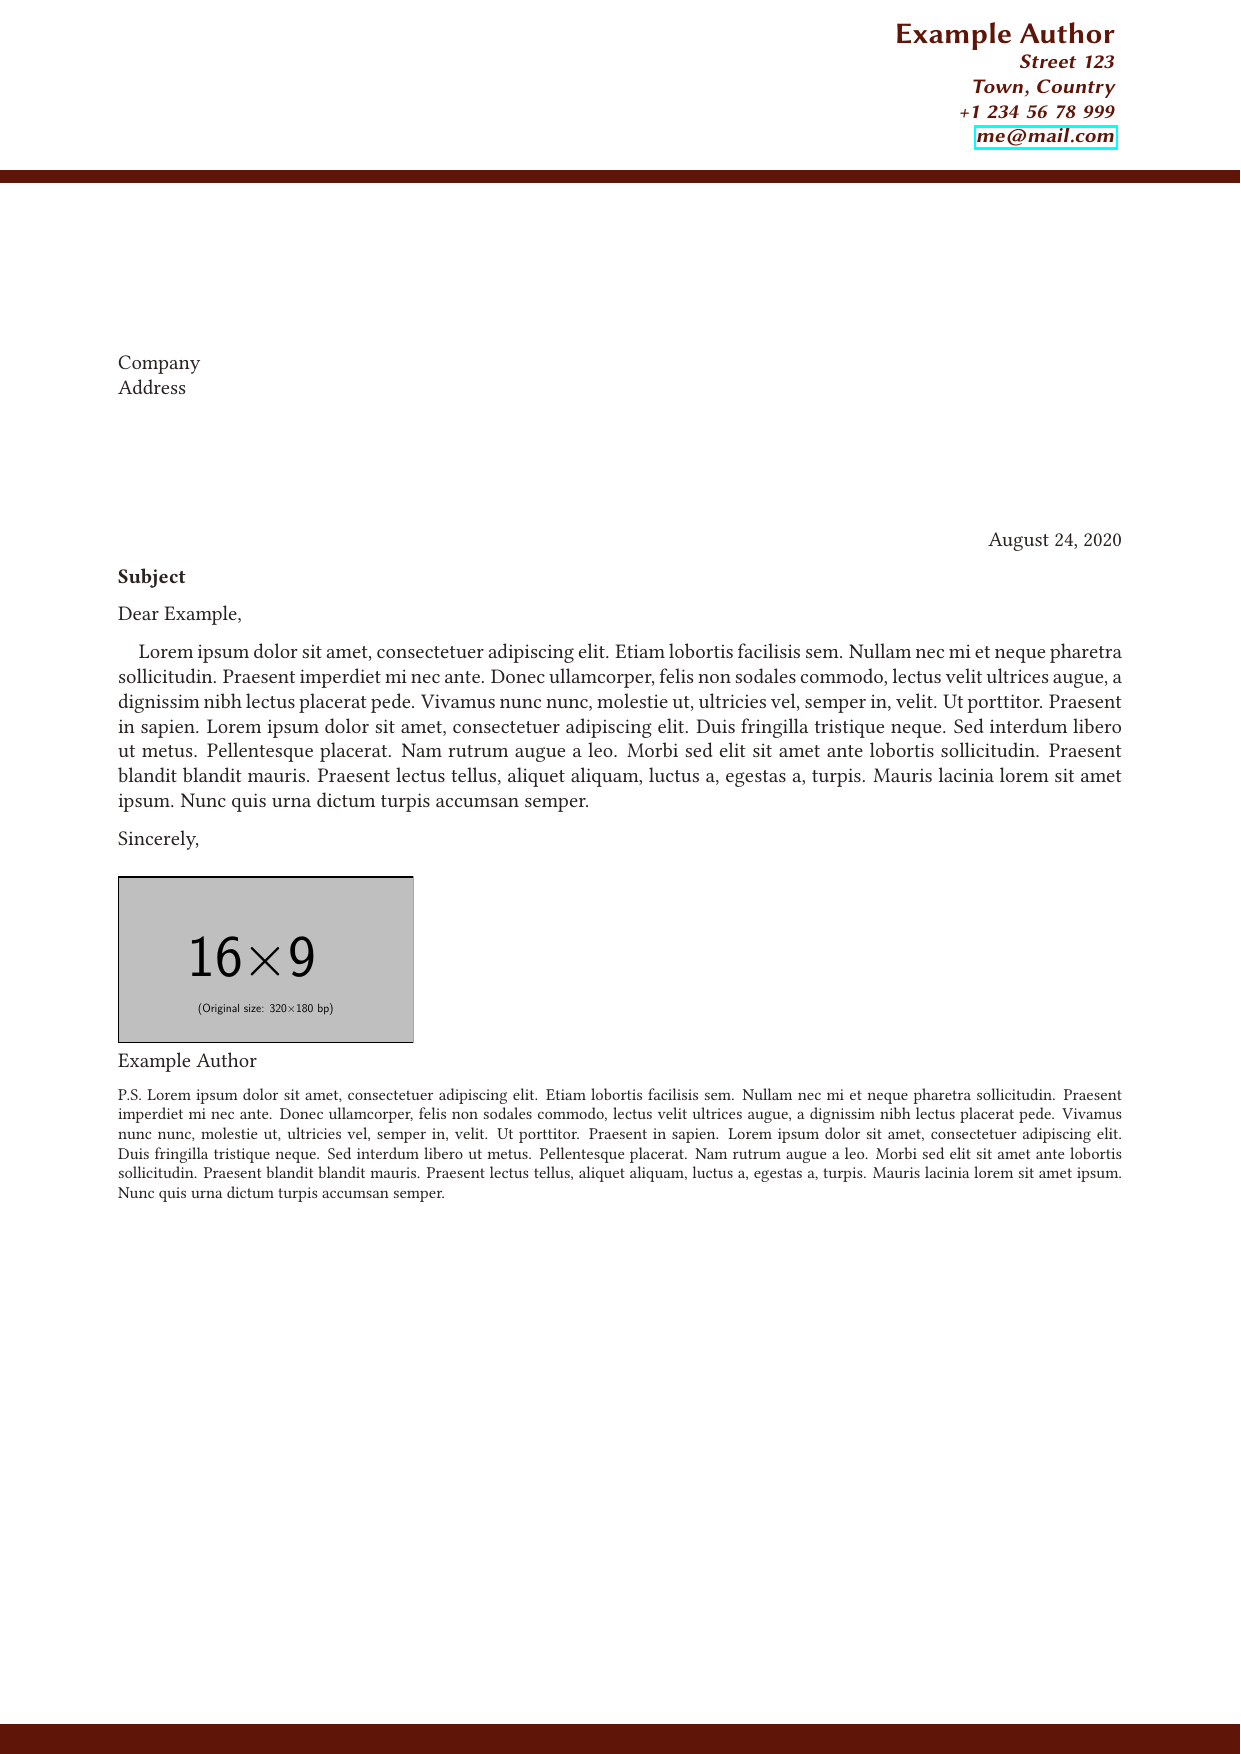 Example Author
Street 123
Town, Country
+1 234 56 78 999
me@mail.com
Company
Address
August 24, 2020
Subject
Dear Example,
Lorem ipsum dolor sit amet, consectetuer adipiscing elit. Etiam lobortis facilisis sem. Nullam nec mi et neque pharetra
sollicitudin. Praesent imperdiet mi nec ante. Donec ullamcorper, felis non sodales commodo, lectus velit ultrices augue, a
dignissim nibh lectus placerat pede. Vivamus nunc nunc, molestie ut, ultricies vel, semper in, velit. Ut porttitor. Praesent
in sapien. Lorem ipsum dolor sit amet, consectetuer adipiscing elit. Duis fringilla tristique neque. Sed interdum libero
ut metus. Pellentesque placerat. Nam rutrum augue a leo. Morbi sed elit sit amet ante lobortis sollicitudin. Praesent
blandit blandit mauris. Praesent lectus tellus, aliquet aliquam, luctus a, egestas a, turpis. Mauris lacinia lorem sit amet
ipsum. Nunc quis urna dictum turpis accumsan semper.
Sincerely,
16×9
(Original size: 320×180 bp)
Example Author
P.S. Lorem ipsum dolor sit amet, consectetuer adipiscing elit. Etiam lobortis facilisis sem. Nullam nec mi et neque pharetra sollicitudin. Praesent
imperdiet mi nec ante. Donec ullamcorper, felis non sodales commodo, lectus velit ultrices augue, a dignissim nibh lectus placerat pede. Vivamus
nunc nunc, molestie ut, ultricies vel, semper in, velit. Ut porttitor. Praesent in sapien. Lorem ipsum dolor sit amet, consectetuer adipiscing elit.
Duis fringilla tristique neque. Sed interdum libero ut metus. Pellentesque placerat. Nam rutrum augue a leo. Morbi sed elit sit amet ante lobortis
sollicitudin. Praesent blandit blandit mauris. Praesent lectus tellus, aliquet aliquam, luctus a, egestas a, turpis. Mauris lacinia lorem sit amet ipsum.
Nunc quis urna dictum turpis accumsan semper.